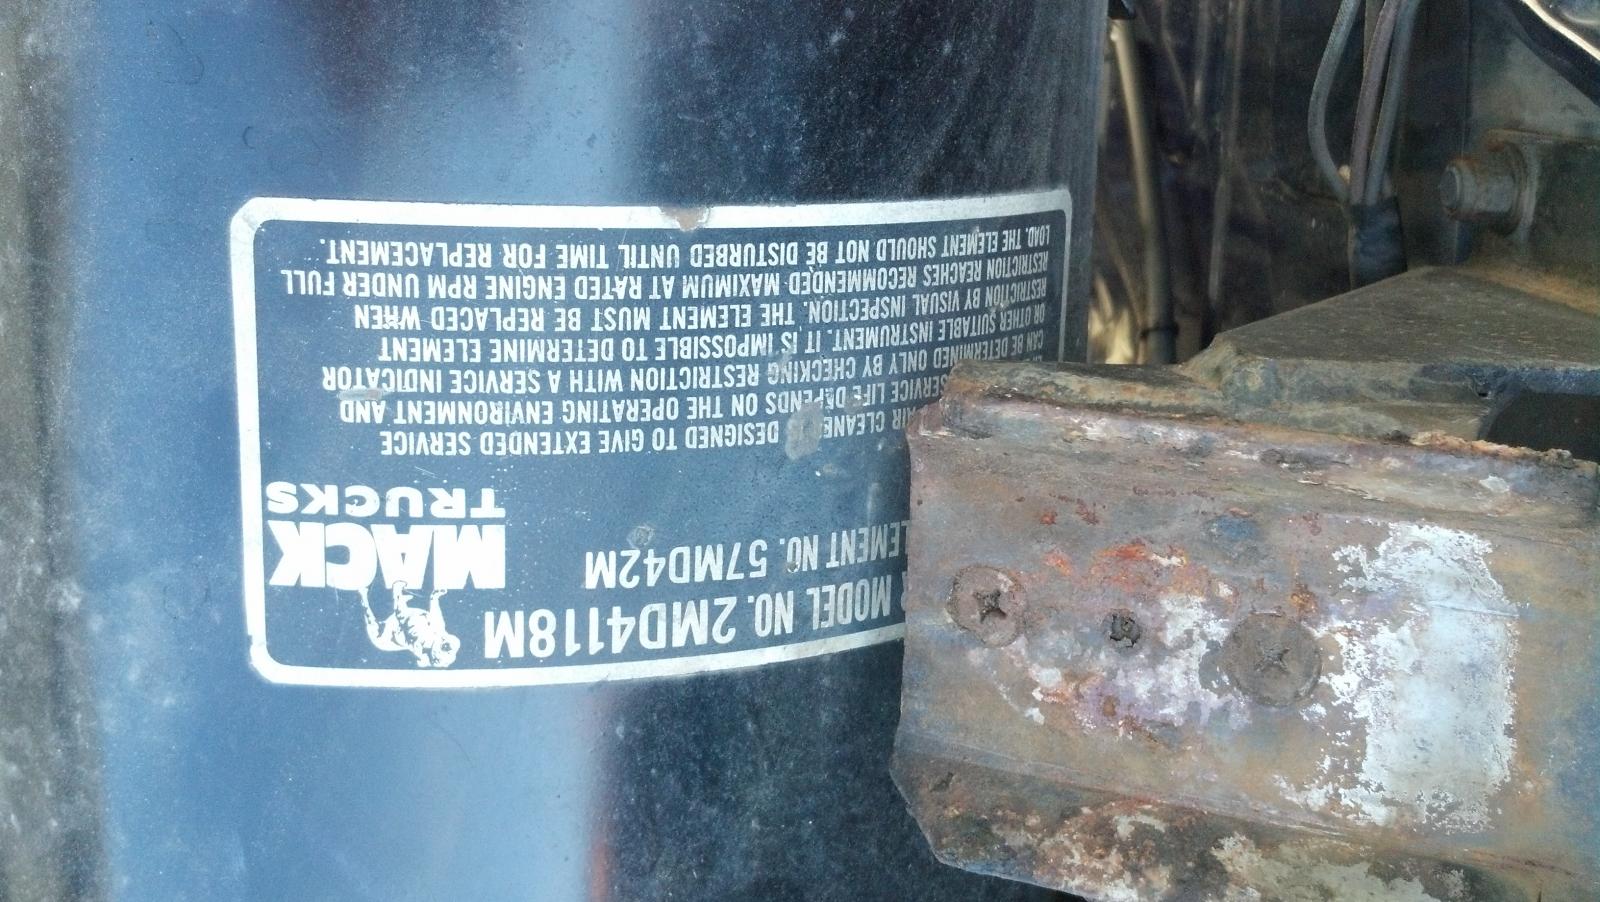 MODEL NO. 2MD4118M
ELEMENT NO. 57MD42M
MACK
TRUCKS
AIR CLEANER DESIGNED TO GIVE EXTENDED SERVICE
SERVICE LIFE DEPENDS ON THE OPERATING ENVIRONMENT AND
CAN BE DETERMINED ONLY BY CHECKING RESTRICTION WITH A SERVICE INDICATOR
OR OTHER SUITABLE INSTRUMENT. IT IS IMPOSSIBLE TO DETERMINE ELEMENT
RESTRICTION BY VISUAL INSPECTION. THE ELEMENT MUST BE REPLACED WHEN
RESTRICTION REACHES RECOMMENDED MAXIMUM AT RATED ENGINE RPM UNDER FULL
LOAD. THE ELEMENT SHOULD NOT BE DISTURBED UNTIL TIME FOR REPLACEMENT.